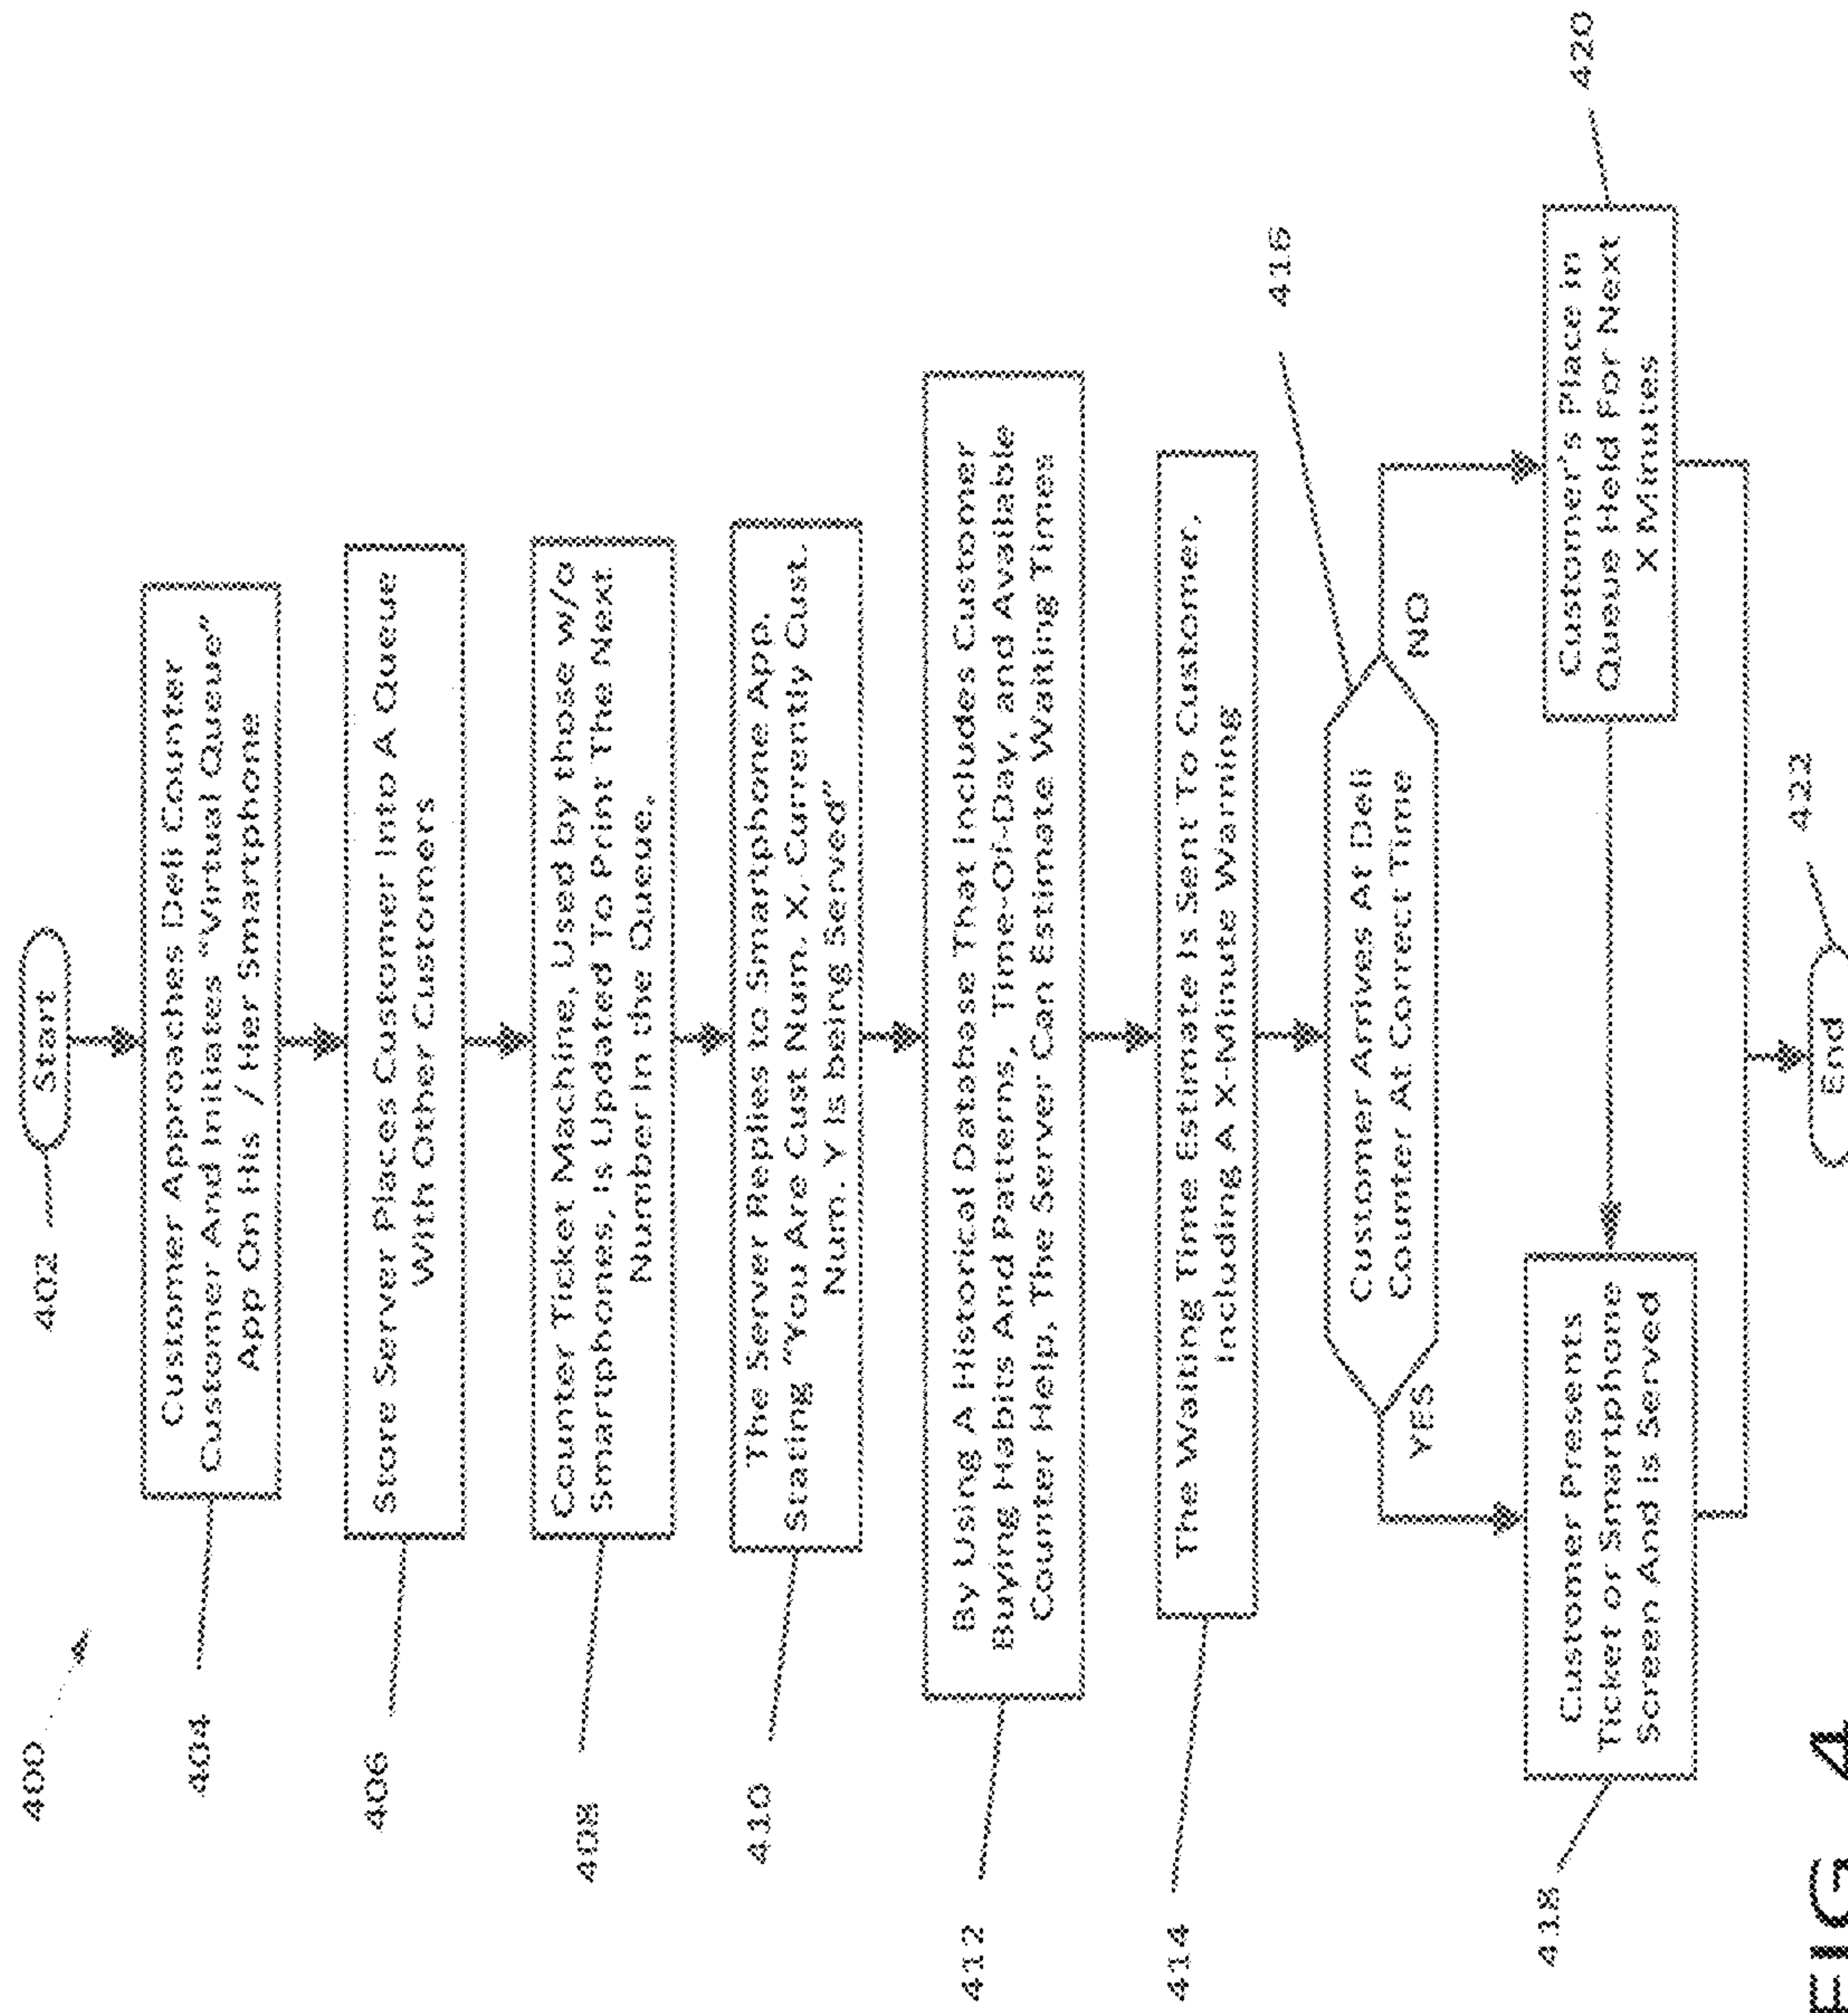 400
402
Start
404
Customer Approaches Deli Counter
Customer And Initiates "Virtual Queue"
App On His / Her Smartphone
406
Store Server Places Customer Into A Queue
With Other Customers
408
Counter Ticket Machine, Used by those w/o
Smartphones, Is Updated To Print The Next
Number In the Queue.
410
The Server Replies to Smartphone App.
Stating "You Are Cust Num. X, Currently Cust.
Num. Y Is being Served"
412
By Using A Historical Database That Includes Customer
Buying Habits And Patterns, Time-Of-Day, and Available
Counter Help, The Server Can Estimate Waiting Times
414
The Waiting Time Estimate Is Sent To Customer,
Including A X-Minute Warning
416
Customer Arrives At Deli
Counter At Correct Time
YES
NO
418
Customer Presents
Ticket or Smartphone
Screen And is Served
420
Customer's Place in
Queue Held For Next
X Minutes
422
End
FIG 4